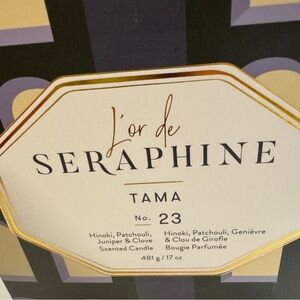 L'or de
SERAPHINE
TAMA
No. 23
Hinoki, Patchouli, Juniper & Clove Scented Candle
Hinoki, Patchouli, Genièvre & Clou de Girofle Bougie Parfumée
481 g / 17 oz